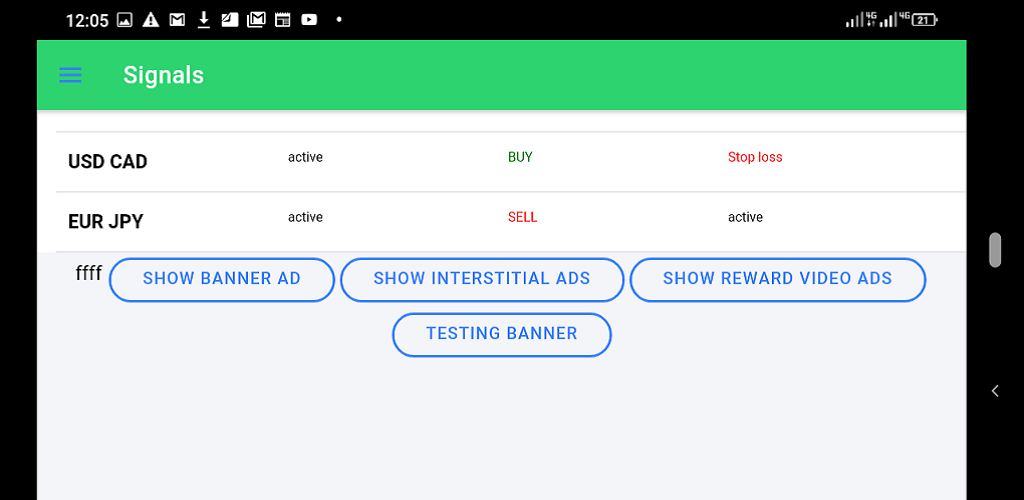 12:05 4G 4G 21
Signals
USD CAD active BUY Stop loss
EUR JPY active SELL active
ffff SHOW BANNER AD SHOW INTERSTITIAL ADS SHOW REWARD VIDEO ADS
TESTING BANNER